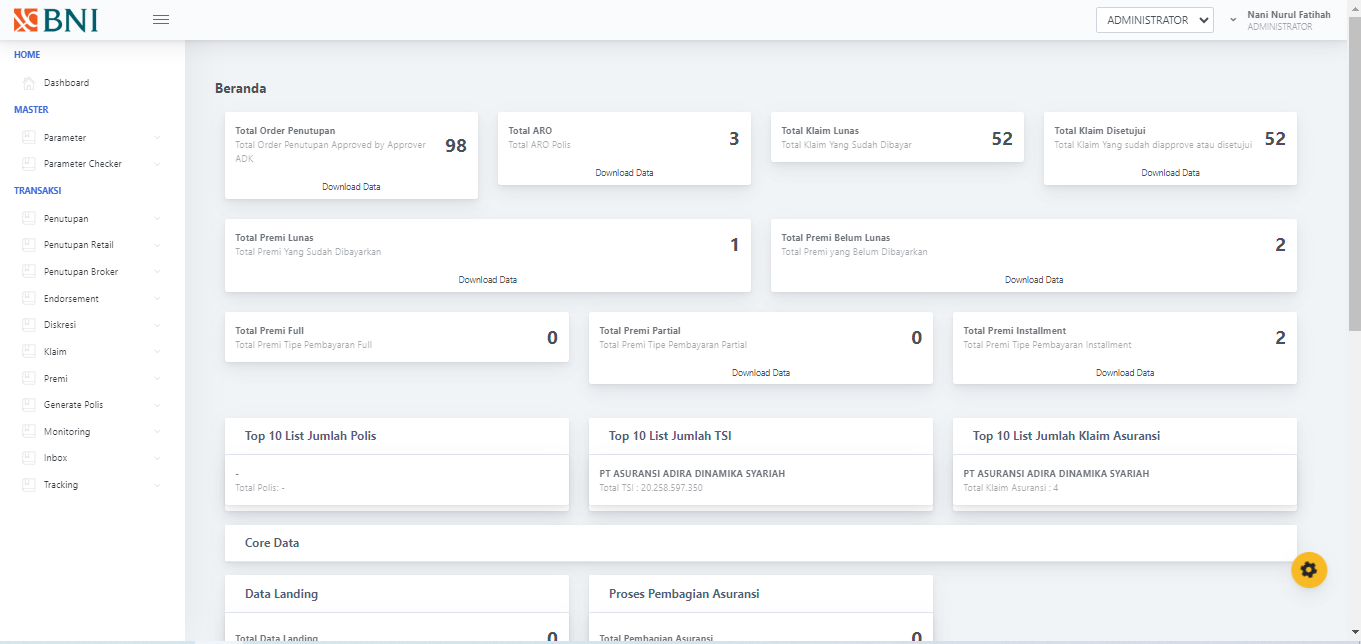 BNI
ADMINISTRATOR
Nani Nurul Fatihah
ADMINISTRATOR
HOME
Dashboard
MASTER
Parameter
Parameter Checker
TRANSAKSI
Penutupan
Penutupan Retail
Penutupan Broker
Endorsement
Diskresi
Klaim
Premi
Generate Polis
Monitoring
Inbox
Tracking
Beranda
Total Order Penutupan
Total Order Penutupan Approved by Approver
ADK.
98
Download Data
Total ARO
Total ARO Polis
3
Download Data
Total Klaim Lunas
Total Klaim Yang Sudah Dibayar
52
Total Klaim Disetujui
Total Klaim Yang sudah diapprove atau disetujui
52
Download Data
Total Premi Lunas
Total Premi Yang Sudah Dibayarkan
1
Download Data
Total Premi Belum Lunas
Total Premi yang Belum Dibayarkan
2
Download Data
Total Premi Full
Total Premi Tipe Pembayaran Full
0
Total Premi Partial
Total Premi Tipe Pembayaran Partial
0
Download Data
Total Premi Installment
Total Premi Tipe Pembayaran Installment
2
Download Data
Top 10 List Jumlah Polis
-
Total Polis: -
Top 10 List Jumlah TSI
PT ASURANSI ADIRA DINAMIKA SYARIAH
Total TSI : 20.258.597.350
Top 10 List Jumlah Klaim Asuransi
PT ASURANSI ADIRA DINAMIKA SYARIAH
Total Klaim Asuransi : 4
Core Data
Data Landing
Total Data Landing
0
Proses Pembagian Asuransi
Total Pembagian Asuransi
0